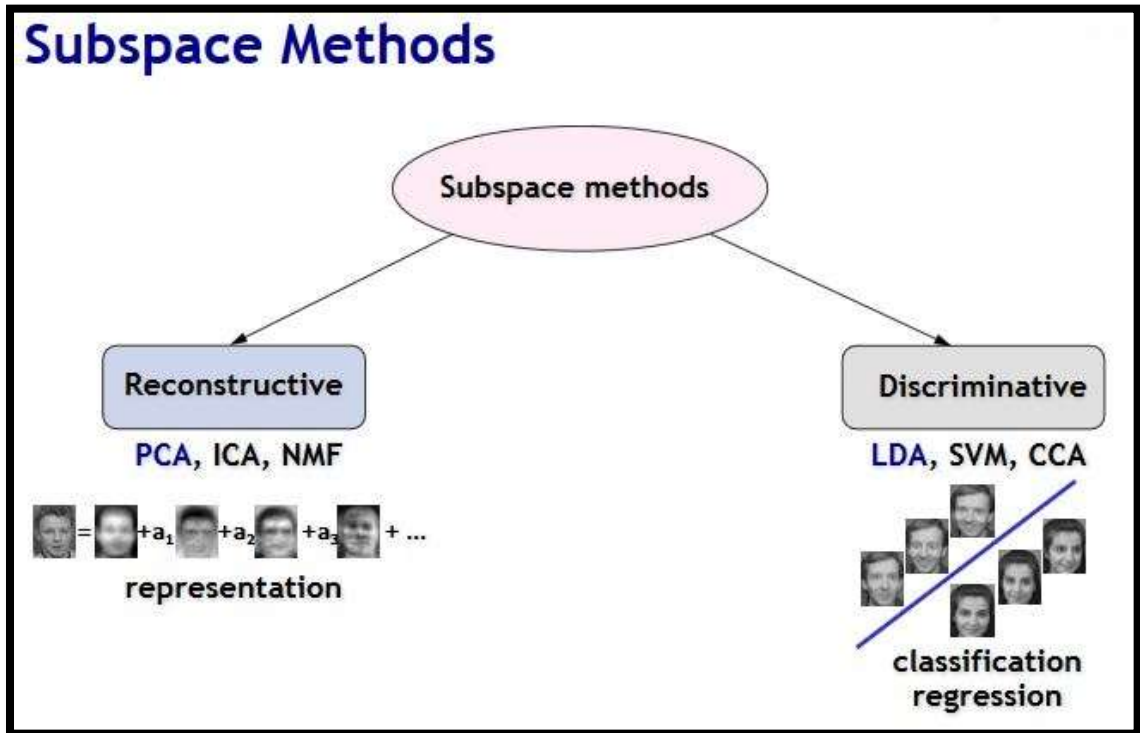 Subspace Methods
Subspace methods
Reconstructive
PCA, ICA, NMF
=+a₁+a₂+a₃+ ...
representation
Discriminative
LDA, SVM, CCA
classification
regression